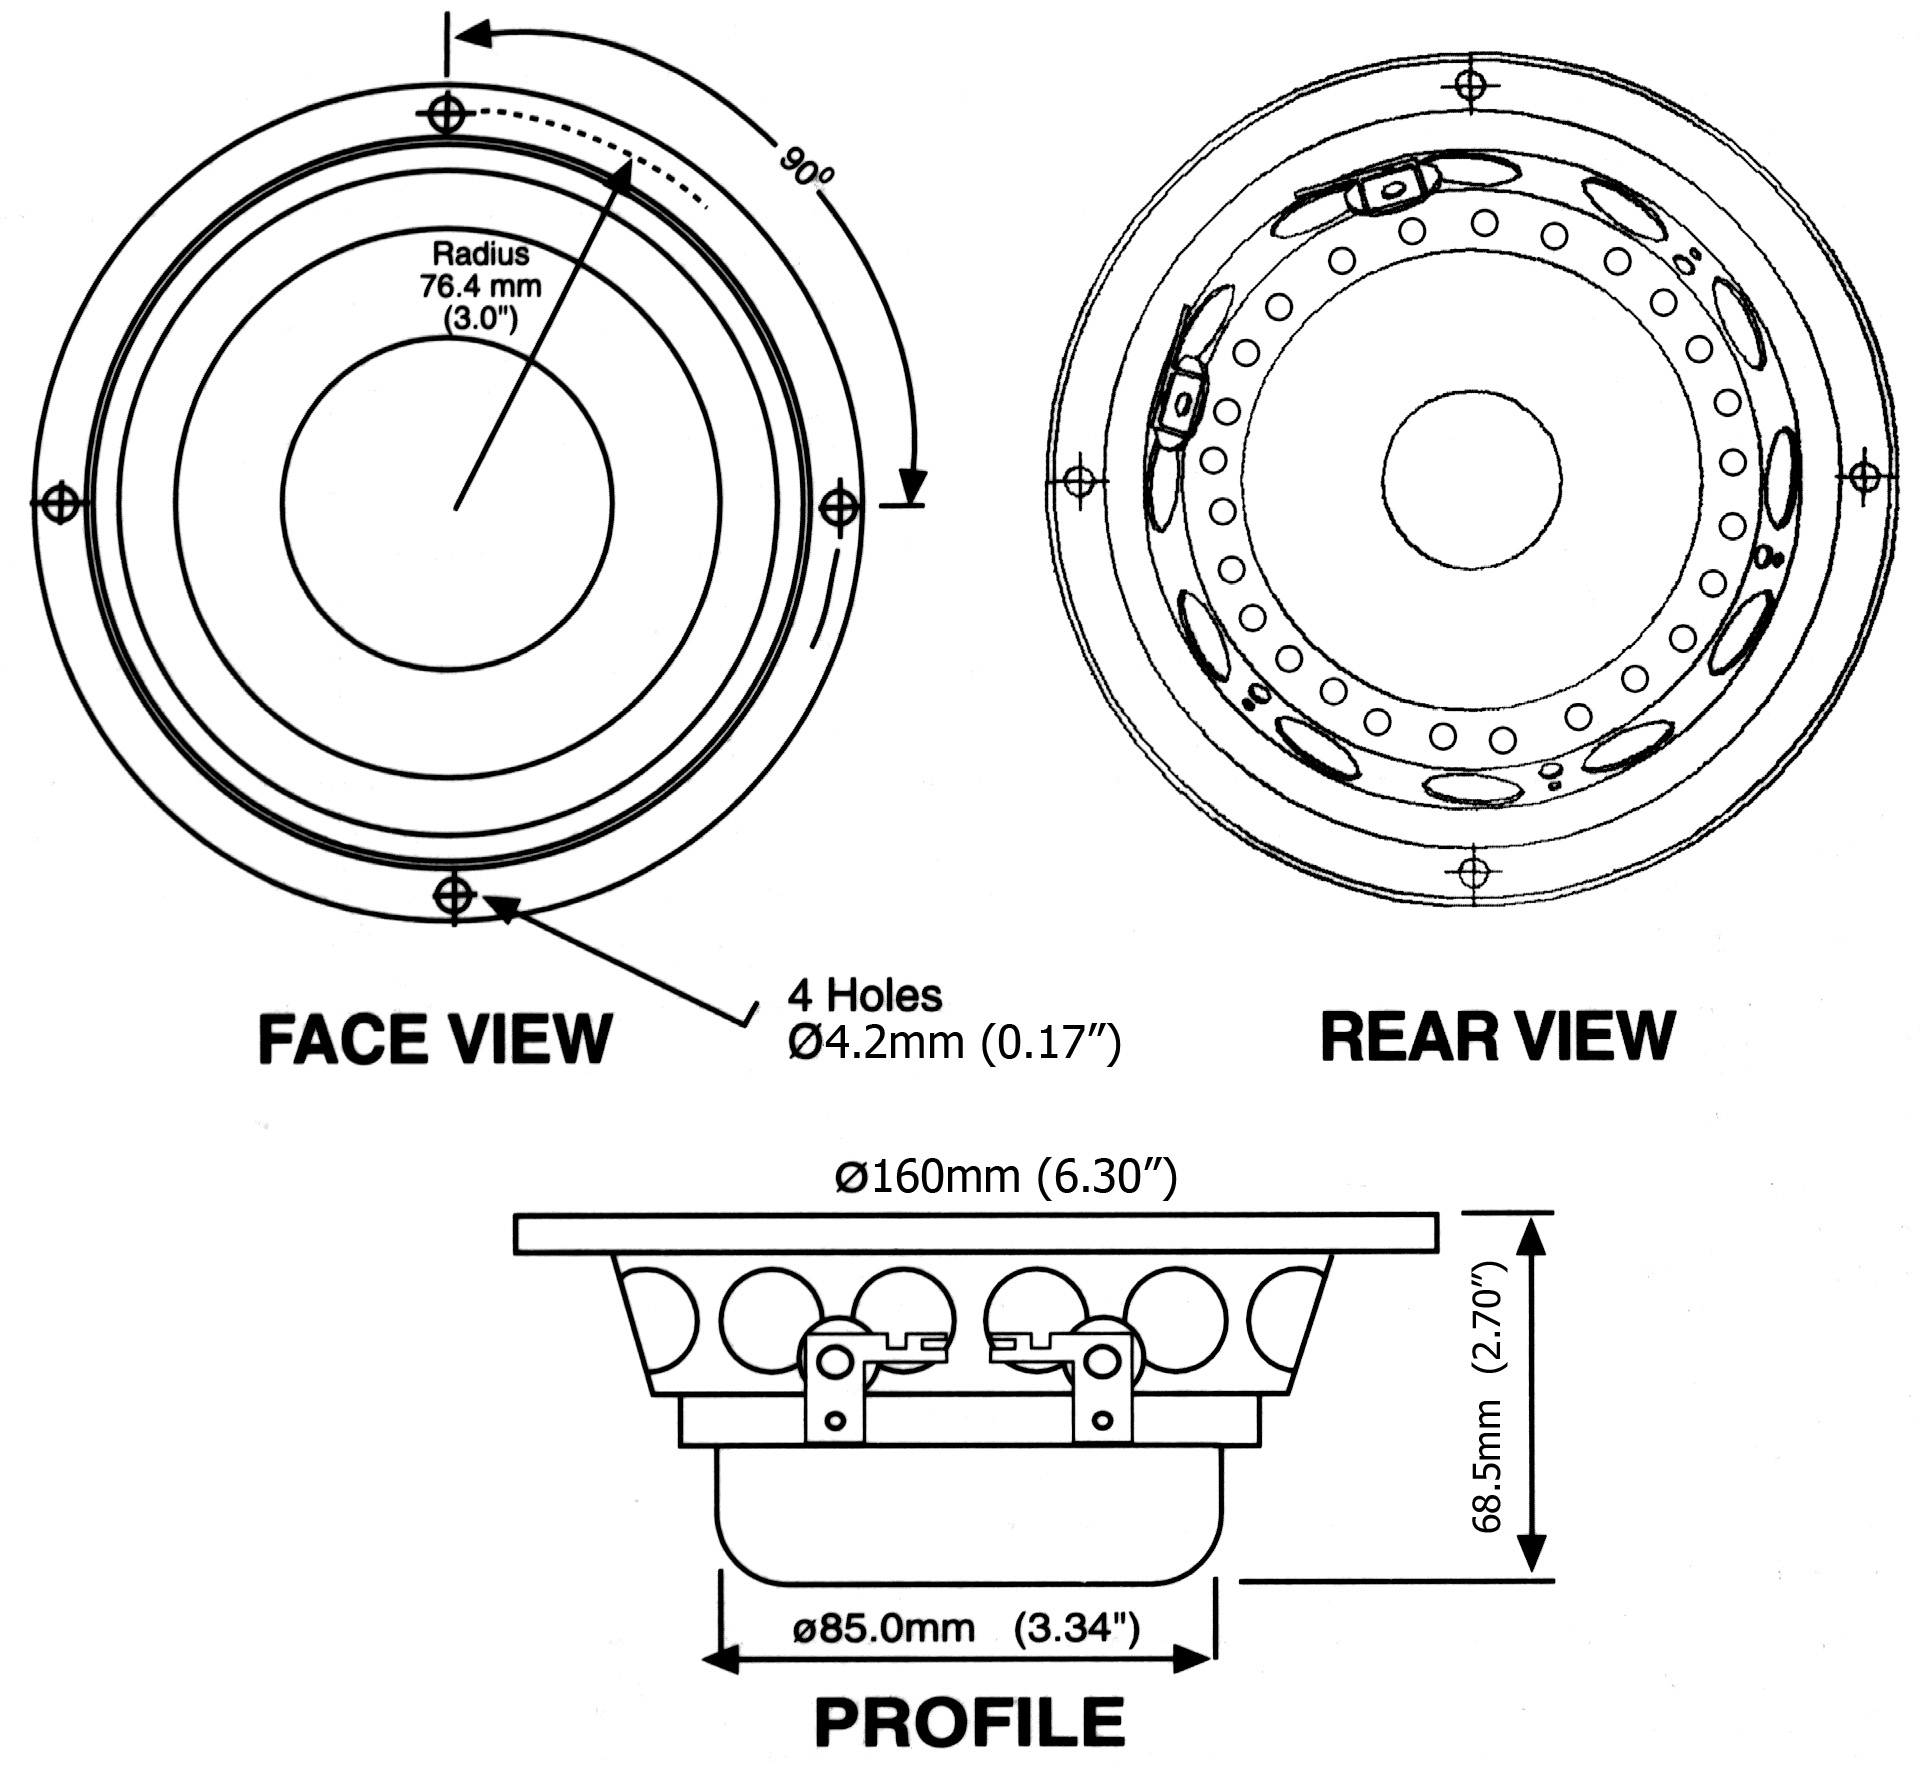 90º
Radius
76.4 mm
(3.0")
4 Holes
Ø4.2mm (0.17″)
FACE VIEW
REAR VIEW
ø160mm (6.30″)
68.5mm (2.70″)
ø85.0mm (3.34")
PROFILE